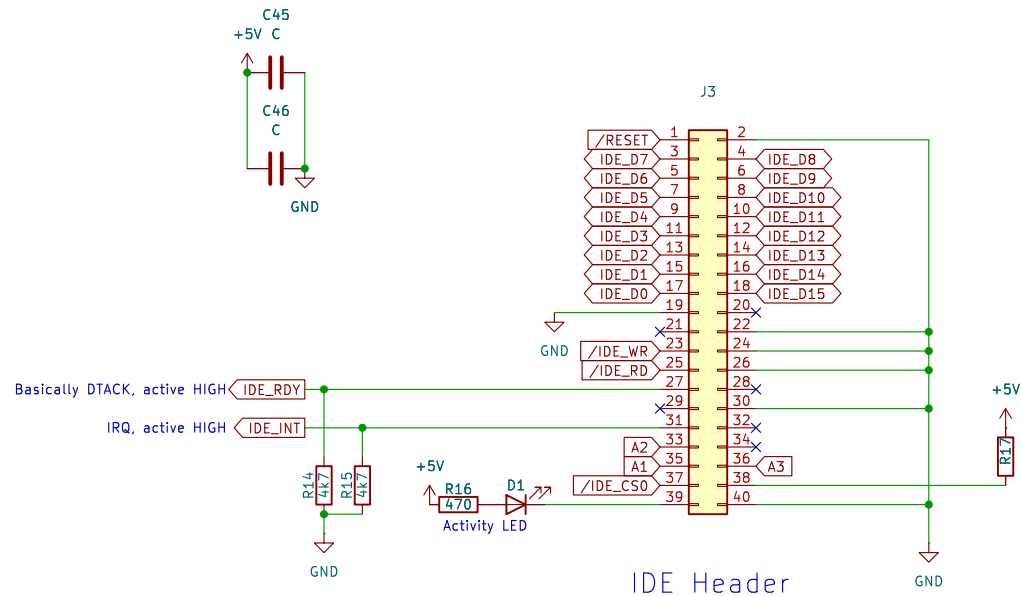 C45
+5V C
C46
C
GND
J3
/RESET 1 2
IDE_D7 3 4 IDE_D8
IDE_D6 5 6 IDE_D9
IDE_D5 7 8 IDE_D10
IDE_D4 9 10 IDE_D11
IDE_D3 11 12 IDE_D12
IDE_D2 13 14 IDE_D13
IDE_D1 15 16 IDE_D14
IDE_D0 17 18 IDE_D15
19 20
GND
21 22
/IDE_WR 23 24
/IDE_RD 25 26
Basically DTACK, active HIGH IDE_RDY 27 28
29 30
IRQ, active HIGH IDE_INT 31 32
A2 33 34
A1 35 36 A3
/IDE_CS0 37 38
39 40
+5V
R17
R14
4k7
R15
4k7
+5V
R16
470
D1
Activity LED
GND
GND
IDE Header